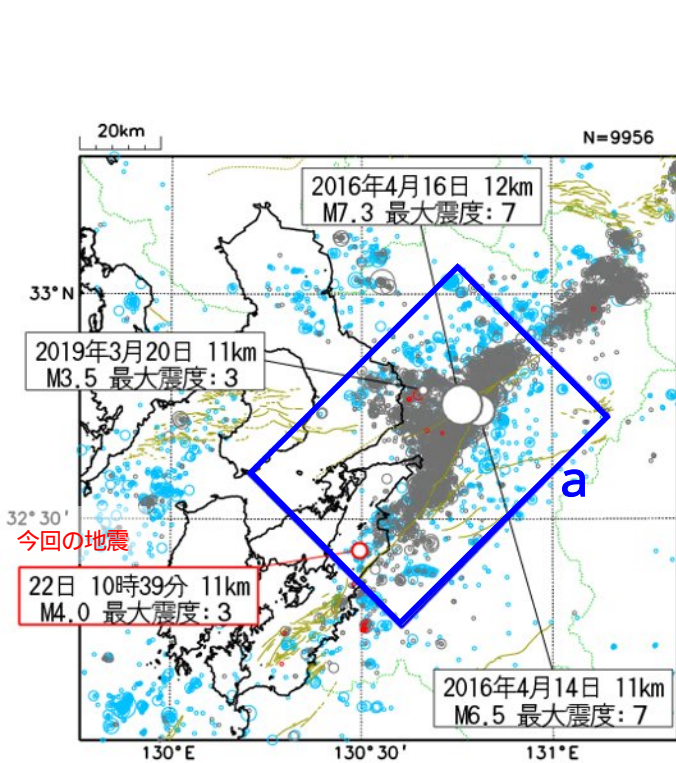 20km
N=9956
2016年4月16日 12km
M7.3 最大震度:7
33°N
2019年3月20日 11km
M3.5 最大震度:3
a
32°30'
今回の地震
22日 10時39分 11km
M4.0 最大震度:3
2016年4月14日 11km
M6.5 最大震度:7
130°E
130°30'
131°E